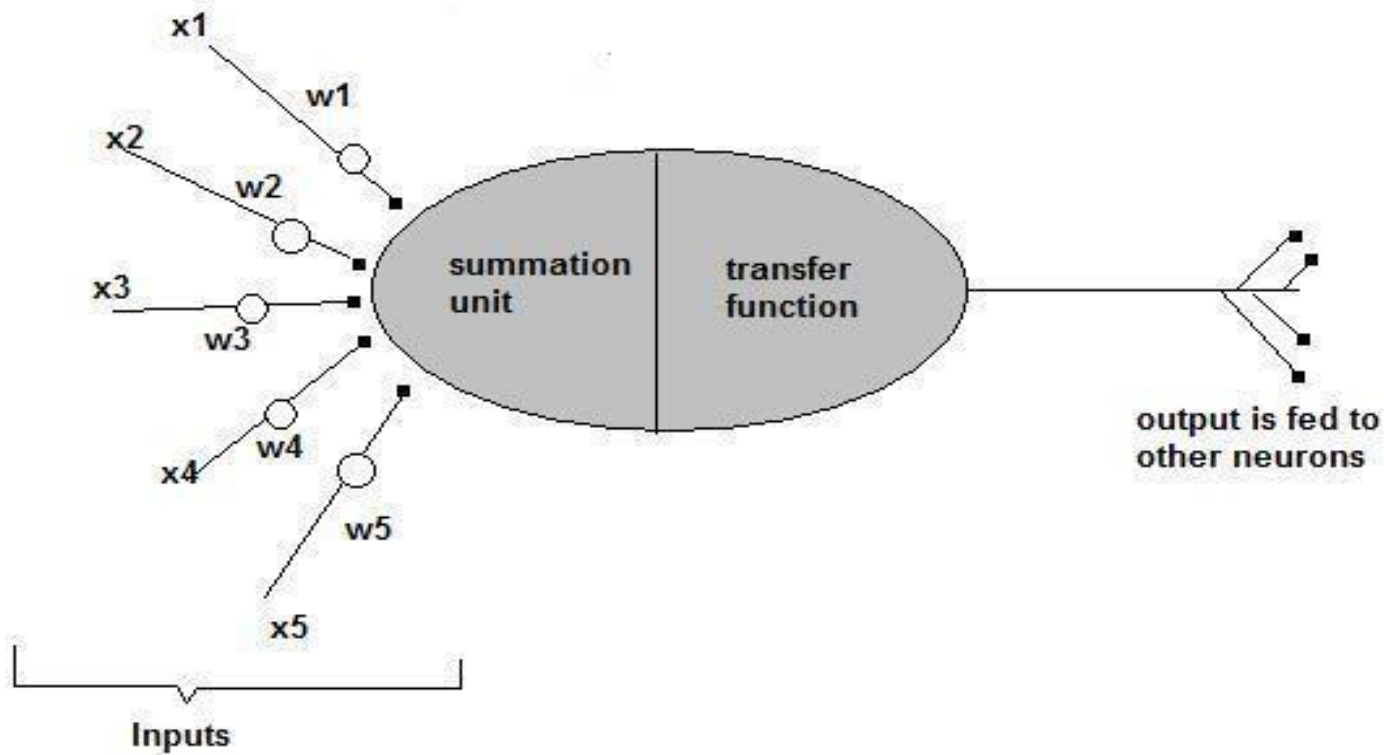 x1
w1
x2
w2
x3
w3
x4
w4
x5
w5
summation
unit
transfer
function
output is fed to
other neurons
Inputs